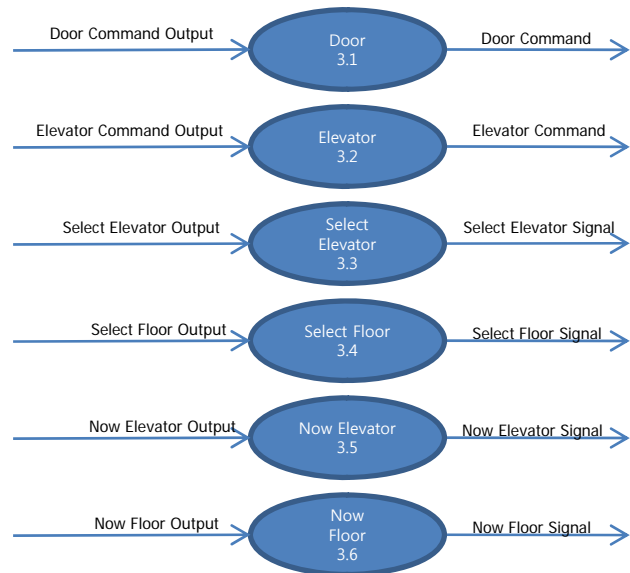 Door Command Output
Door
3.1
Door Command
Elevator Command Output
Elevator
3.2
Elevator Command
Select Elevator Output
Select
Elevator
3.3
Select Elevator Signal
Select Floor Output
Select Floor
3.4
Select Floor Signal
Now Elevator Output
Now Elevator
3.5
Now Elevator Signal
Now Floor Output
Now
Floor
3.6
Now Floor Signal